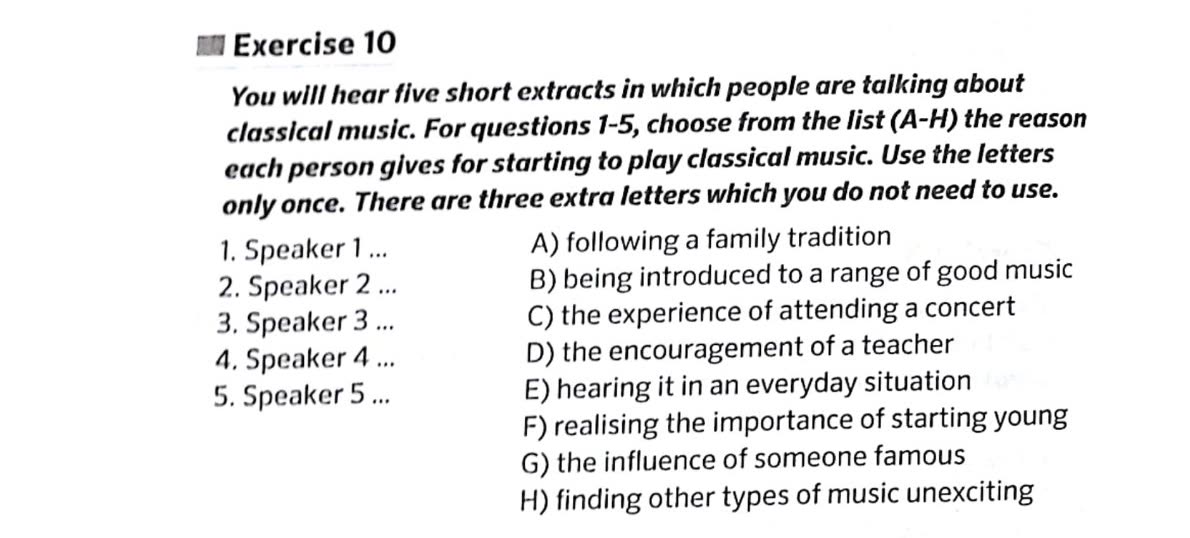 Exercise 10
You will hear five short extracts in which people are talking about
classical music. For questions 1-5, choose from the list (A-H) the reason
each person gives for starting to play classical music. Use the letters
only once. There are three extra letters which you do not need to use.
1. Speaker 1 ...
2. Speaker 2 ...
3. Speaker 3 ...
4. Speaker 4 ...
5. Speaker 5 ...
A) following a family tradition
B) being introduced to a range of good music
C) the experience of attending a concert
D) the encouragement of a teacher
E) hearing it in an everyday situation
F) realising the importance of starting young
G) the influence of someone famous
H) finding other types of music unexciting